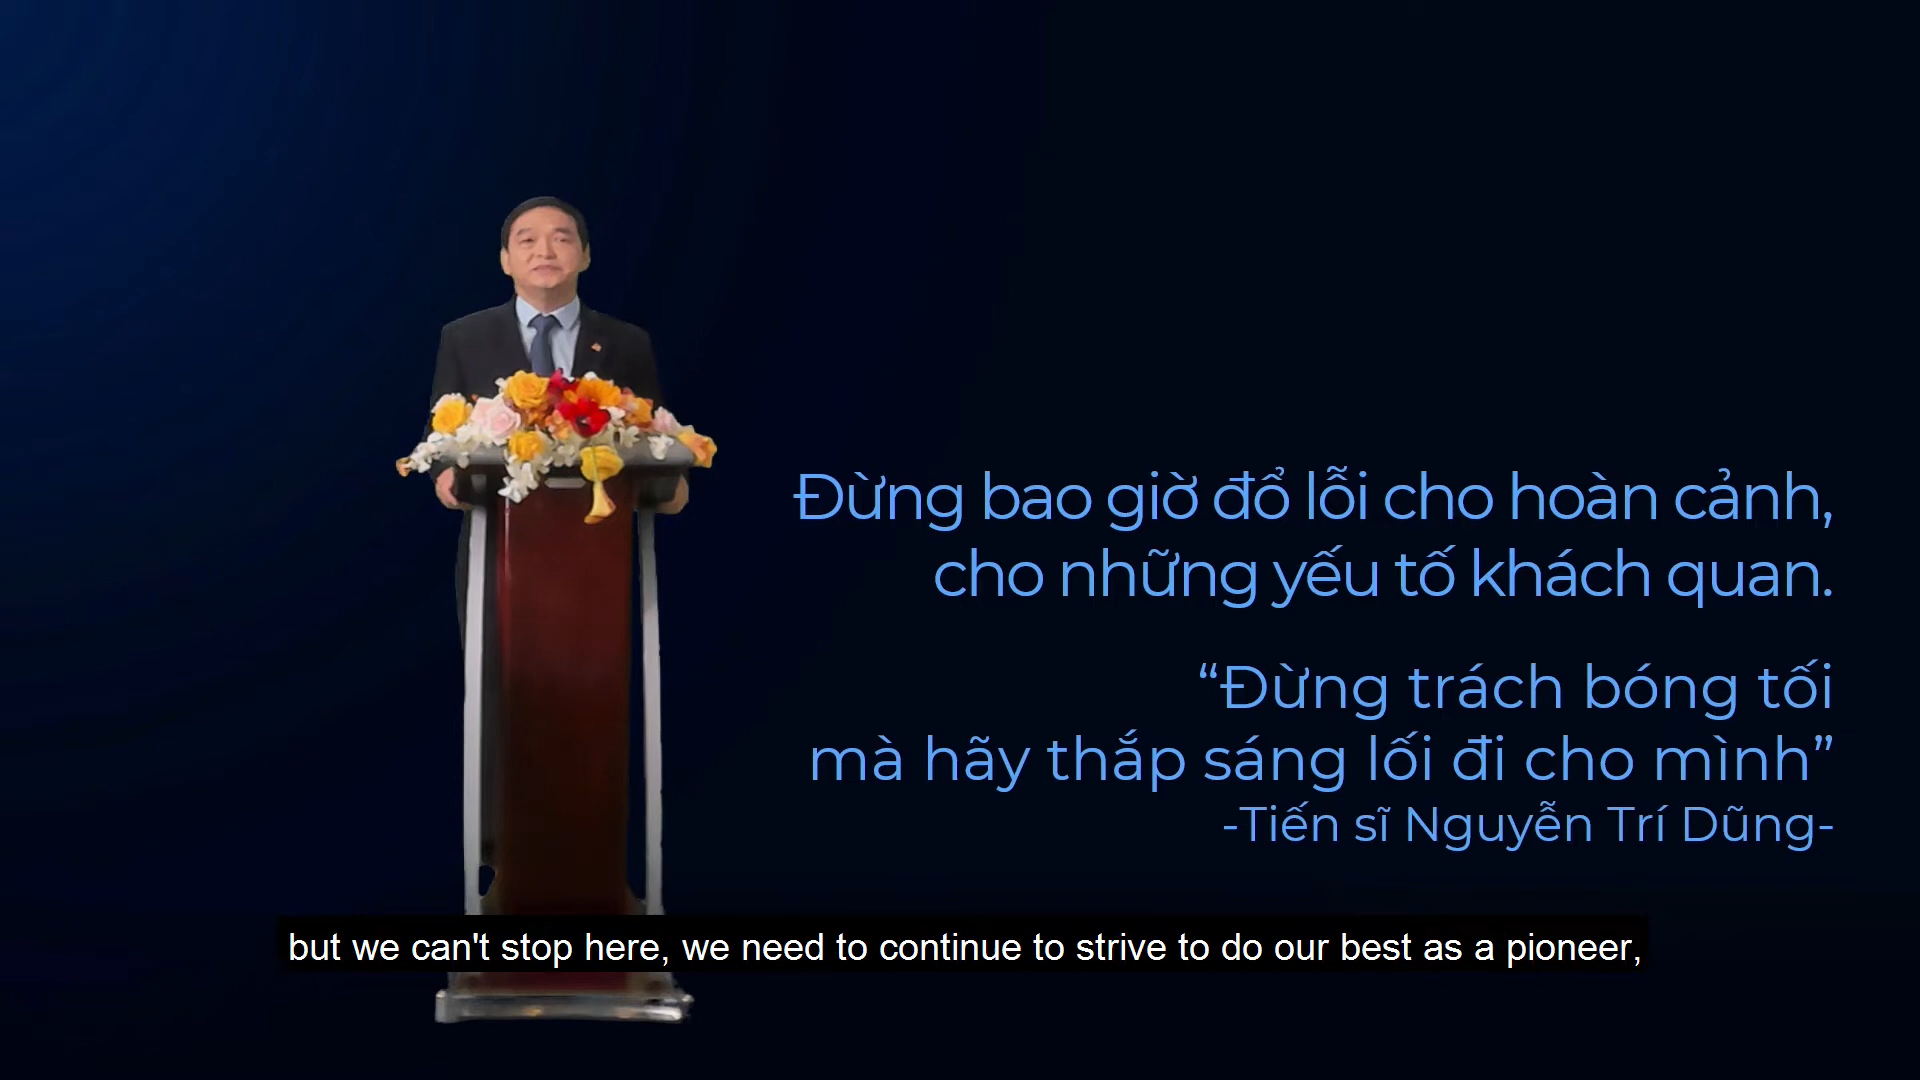 Đừng bao giờ đổ lỗi cho hoàn cảnh,
cho những yếu tố khách quan.
“Đừng trách bóng tối
mà hãy thắp sáng lối đi cho mình”
-Tiến sĩ Nguyễn Trí Dũng-
but we can't stop here, we need to continue to strive to do our best as a pioneer,